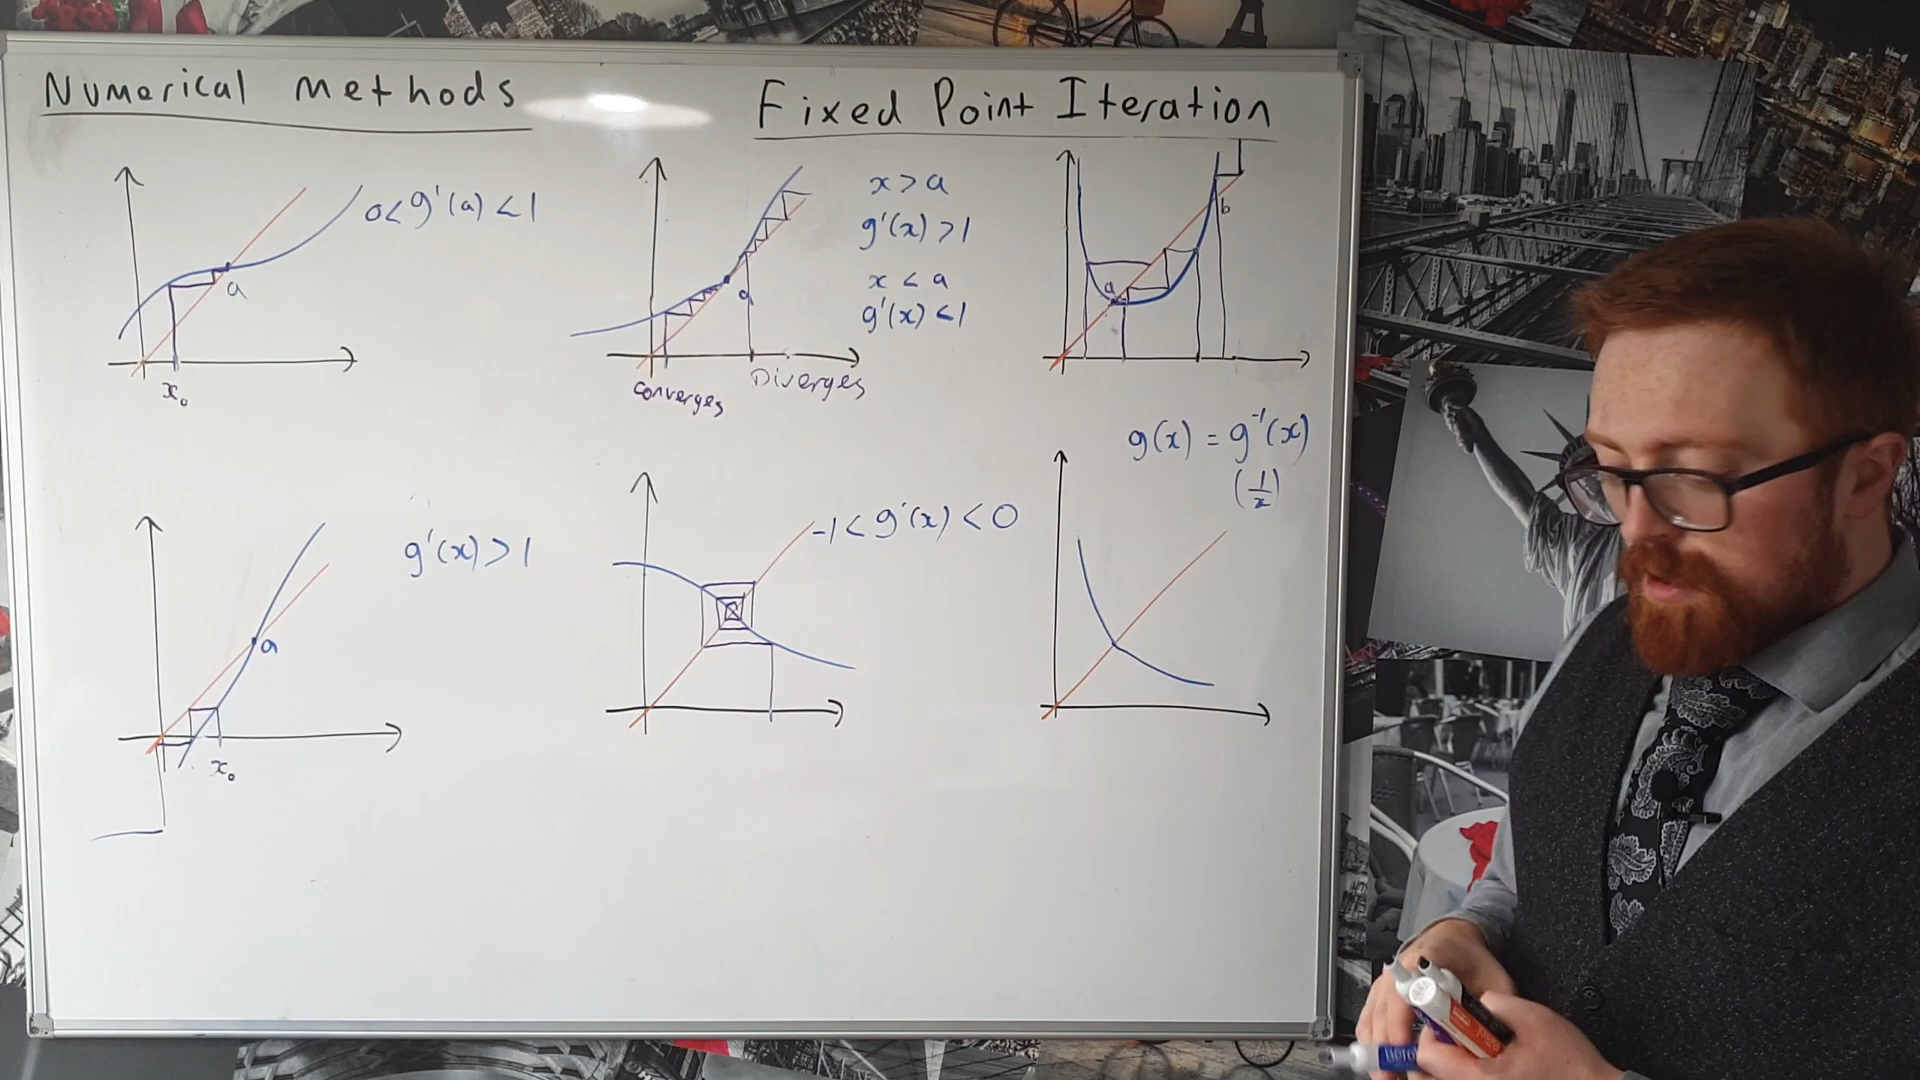 Numerical methods
Fixed Point Iteration
0<g'(a)<1
a
x₀
x>a
g'(x)>1
x<a
g'(x)<1
a
Converges
Diverges
a
b
g'(x)>1
a
x₀
-1<g'(x)<0
g(x)=g⁻¹(x)
(1/x)